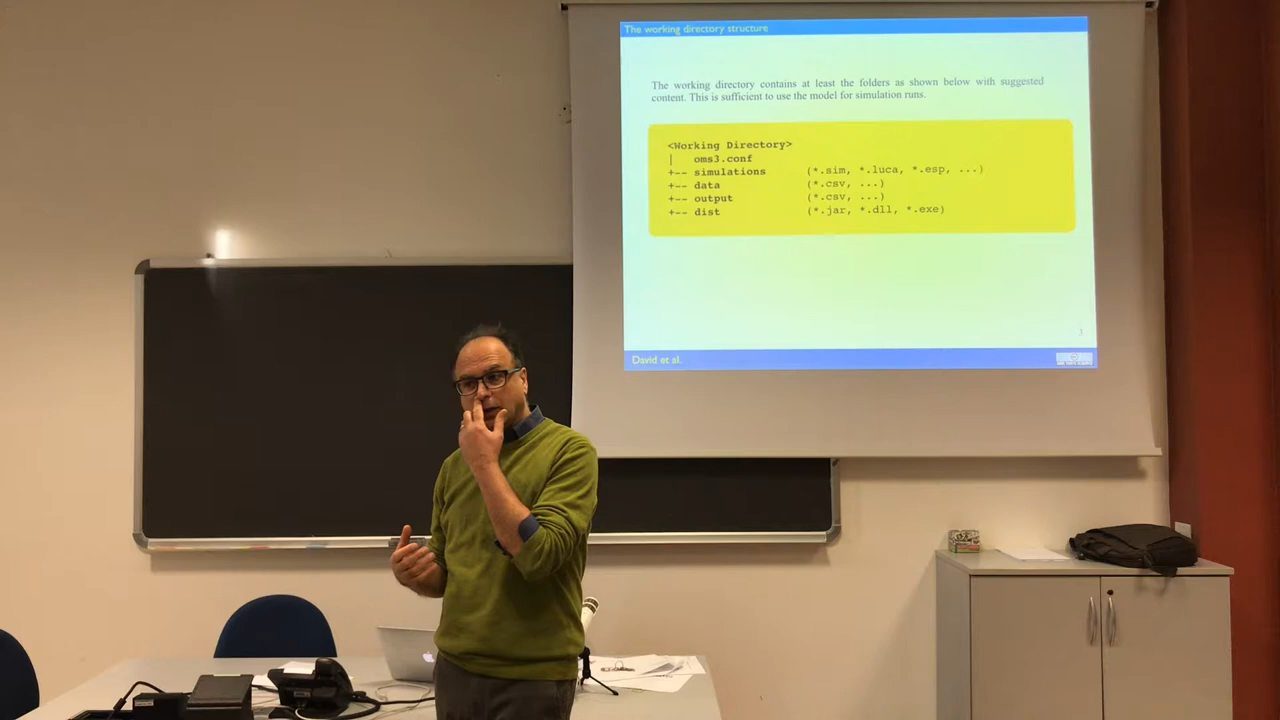 The working directory structure
The working directory contains at least the folders as shown below with suggested
content. This is sufficient to use the model for simulation runs.
<Working Directory>
| oms3.conf
+-- simulations (*.sim, *.luca, *.esp, ...)
+-- data (*.csv, ...)
+-- output (*.csv, ...)
+-- dist (*.jar, *.dll, *.exe)
3
David et al.